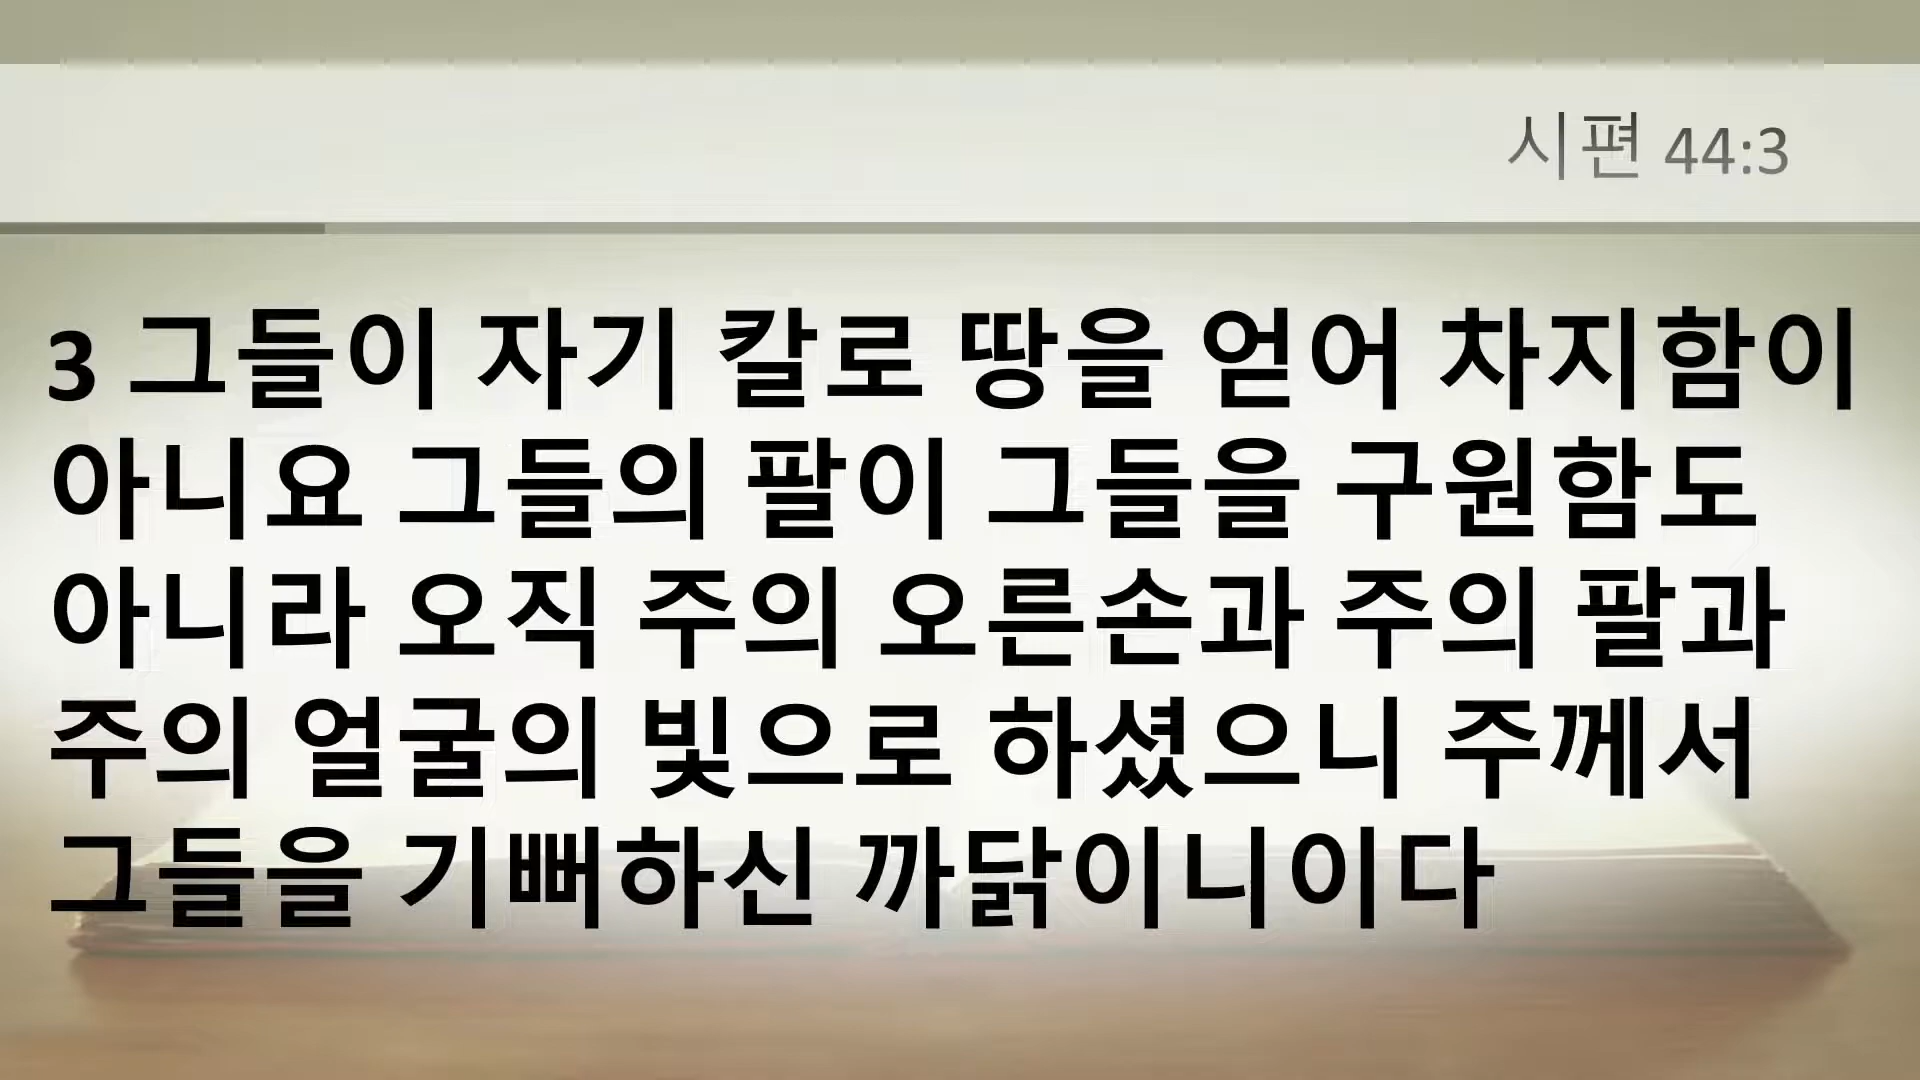 시편 44:3
3 그들이 자기 칼로 땅을 얻어 차지함이
아니요 그들의 팔이 그들을 구원함도
아니라 오직 주의 오른손과 주의 팔과
주의 얼굴의 빛으로 하셨으니 주께서
그들을 기뻐하신 까닭이니이다